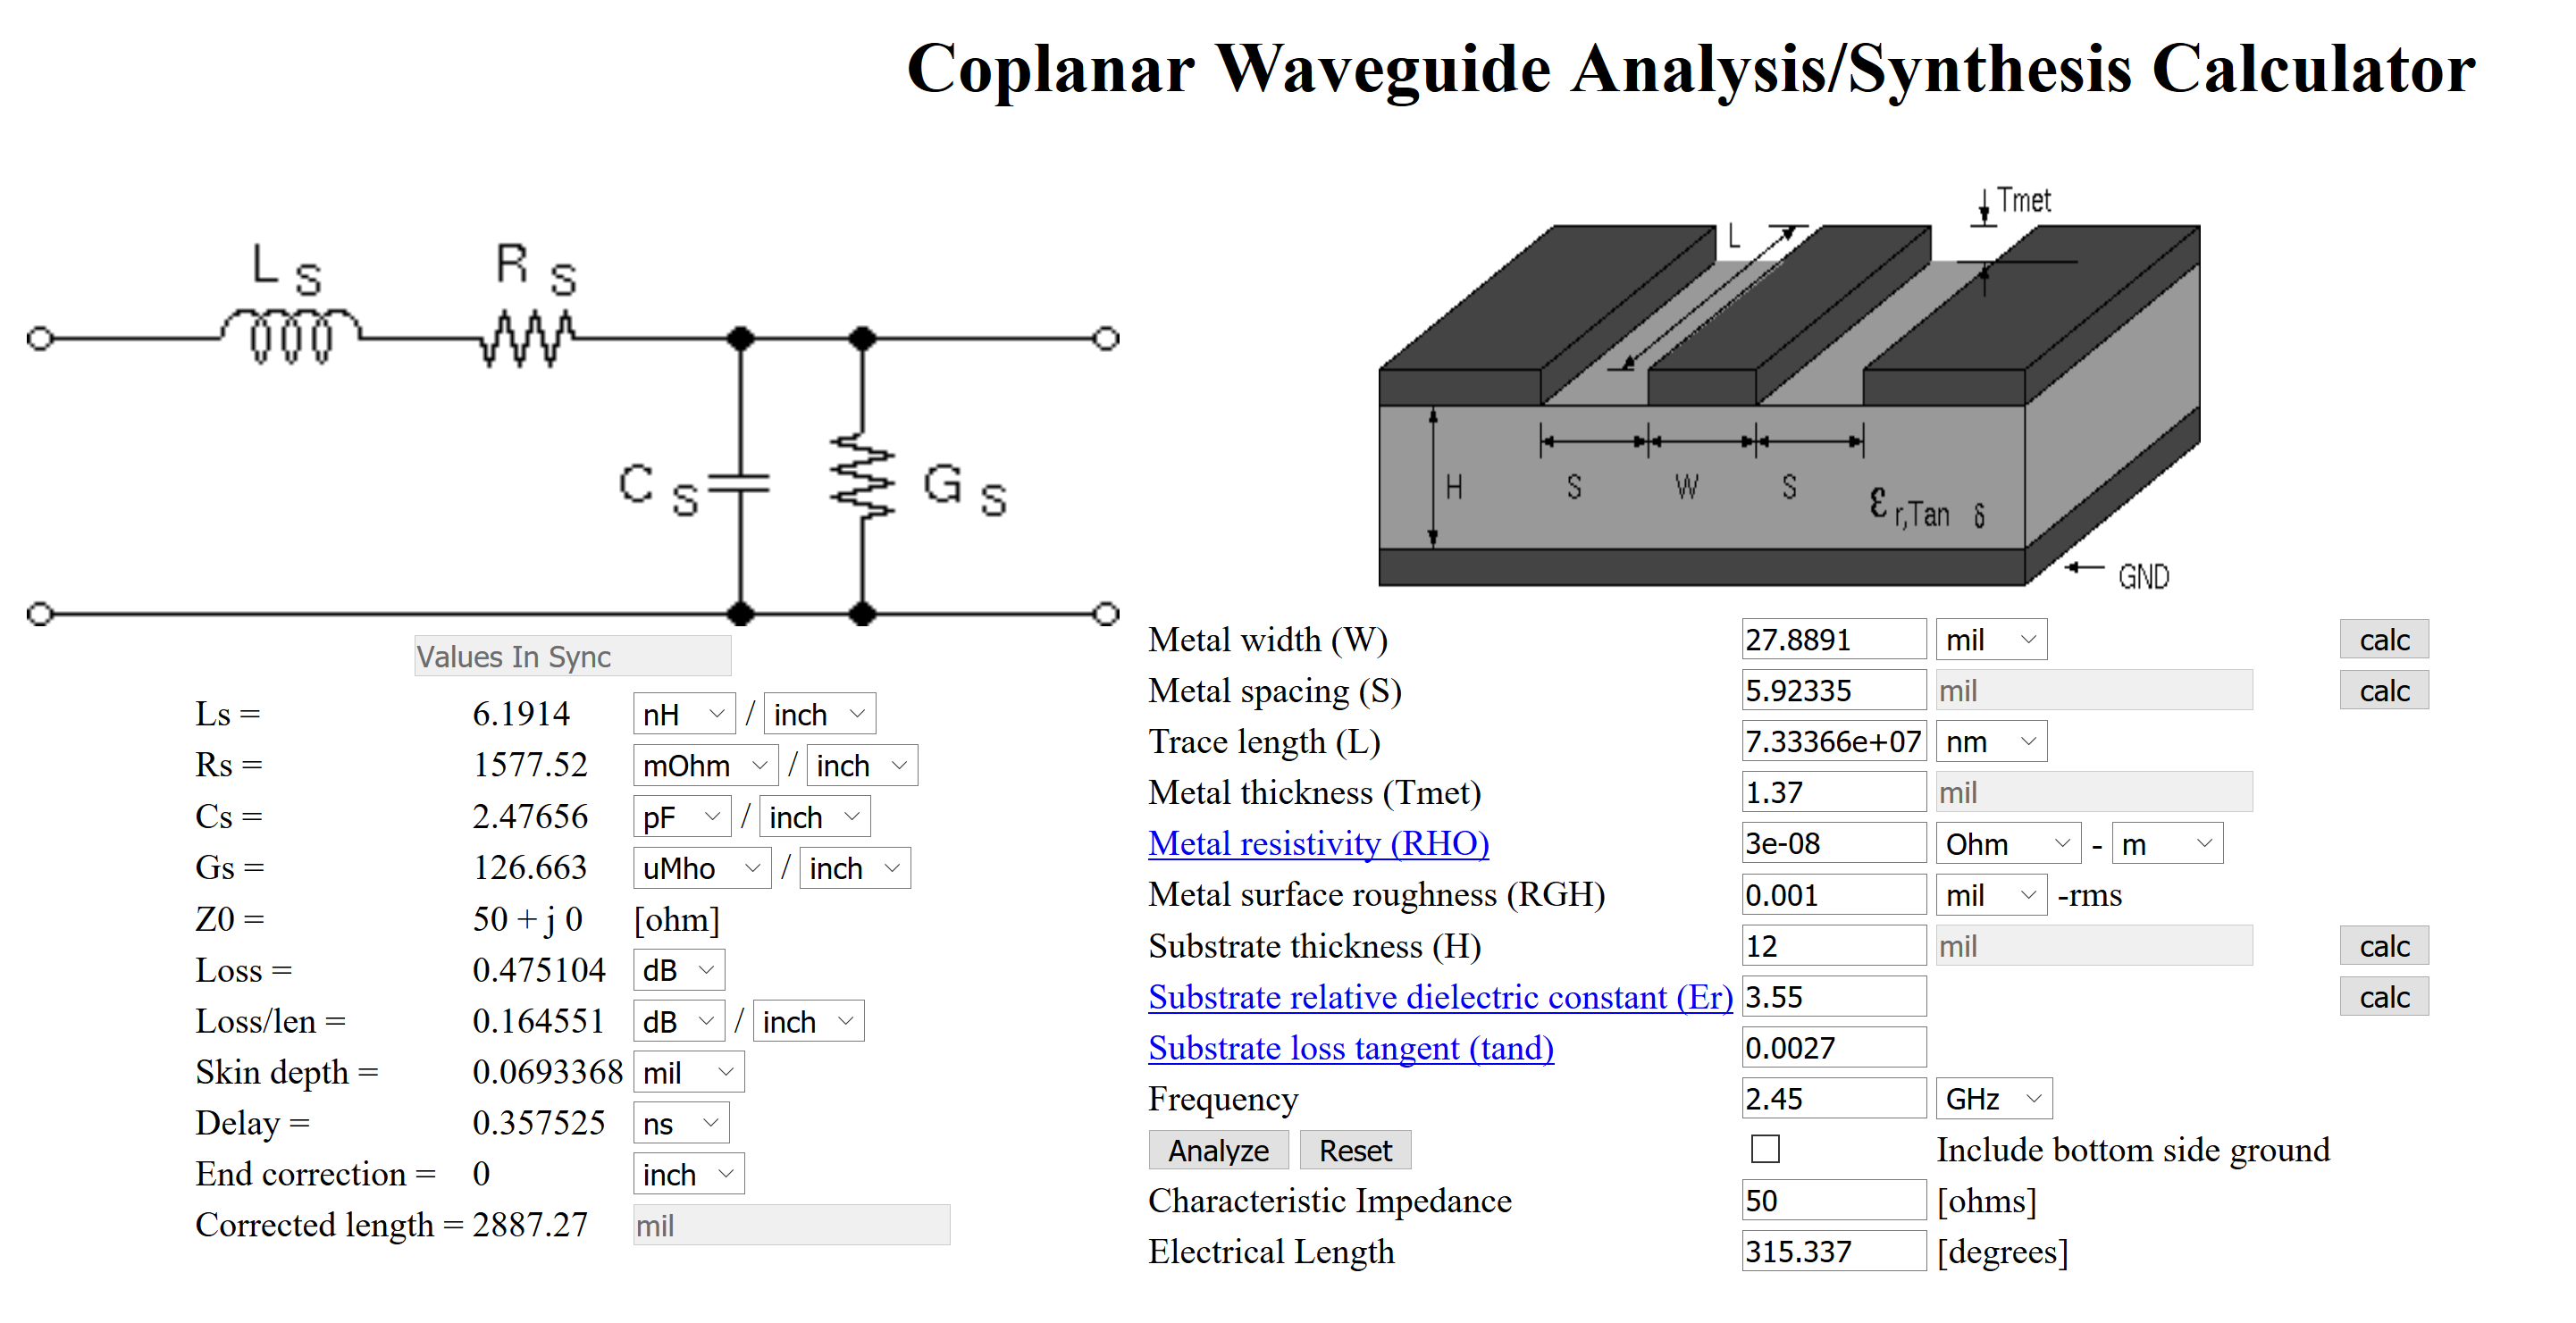 Coplanar Waveguide Analysis/Synthesis Calculator
L S
R S
C S
G S
Tmet
L
H
S
W
S
ε r,Tan δ
GND
Values In Sync
Ls = 6.1914 nH / inch
Rs = 1577.52 mOhm / inch
Cs = 2.47656 pF / inch
Gs = 126.663 uMho / inch
Z0 = 50 + j 0 [ohm]
Loss = 0.475104 dB
Loss/len = 0.164551 dB / inch
Skin depth = 0.0693368 mil
Delay = 0.357525 ns
End correction = 0 inch
Corrected length = 2887.27 mil
Metal width (W) 27.8891 mil calc
Metal spacing (S) 5.92335 mil calc
Trace length (L) 7.33366e+07 nm
Metal thickness (Tmet) 1.37 mil
Metal resistivity (RHO) 3e-08 Ohm - m
Metal surface roughness (RGH) 0.001 mil -rms
Substrate thickness (H) 12 mil calc
Substrate relative dielectric constant (Er) 3.55 calc
Substrate loss tangent (tand) 0.0027
Frequency 2.45 GHz
Analyze Reset Include bottom side ground
Characteristic Impedance 50 [ohms]
Electrical Length 315.337 [degrees]